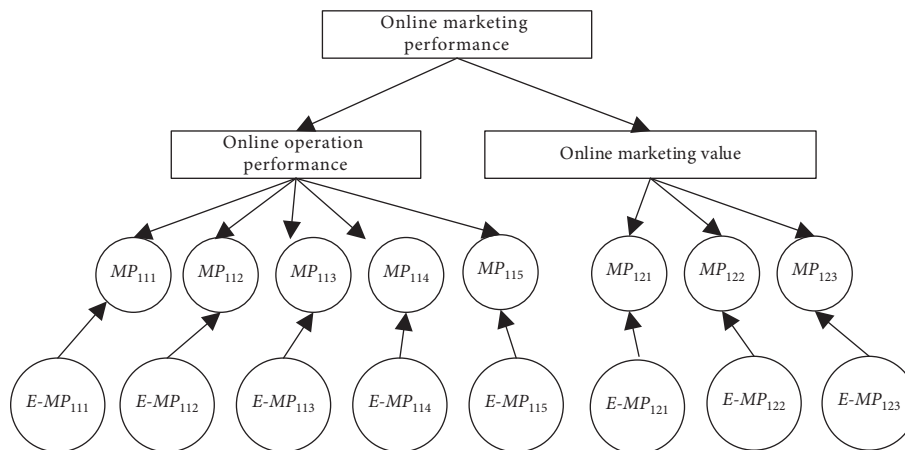 Online marketing
performance
Online operation
performance
Online marketing value
MP111
MP112
MP113
MP114
MP115
MP121
MP122
MP123
E-MP111
E-MP112
E-MP113
E-MP114
E-MP115
E-MP121
E-MP122
E-MP123